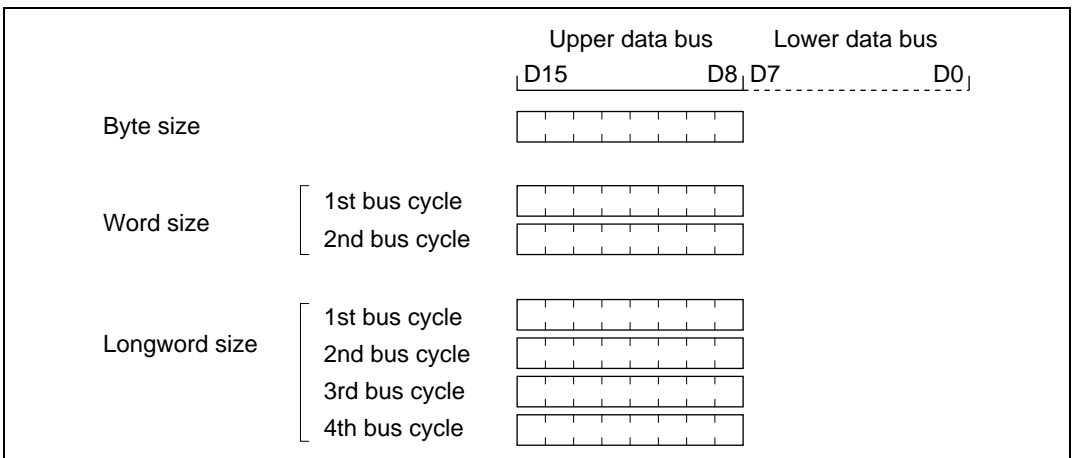 Upper data bus Lower data bus
D15 D8 D7 D0
Byte size
1st bus cycle
Word size
2nd bus cycle
1st bus cycle
Longword size
2nd bus cycle
3rd bus cycle
4th bus cycle